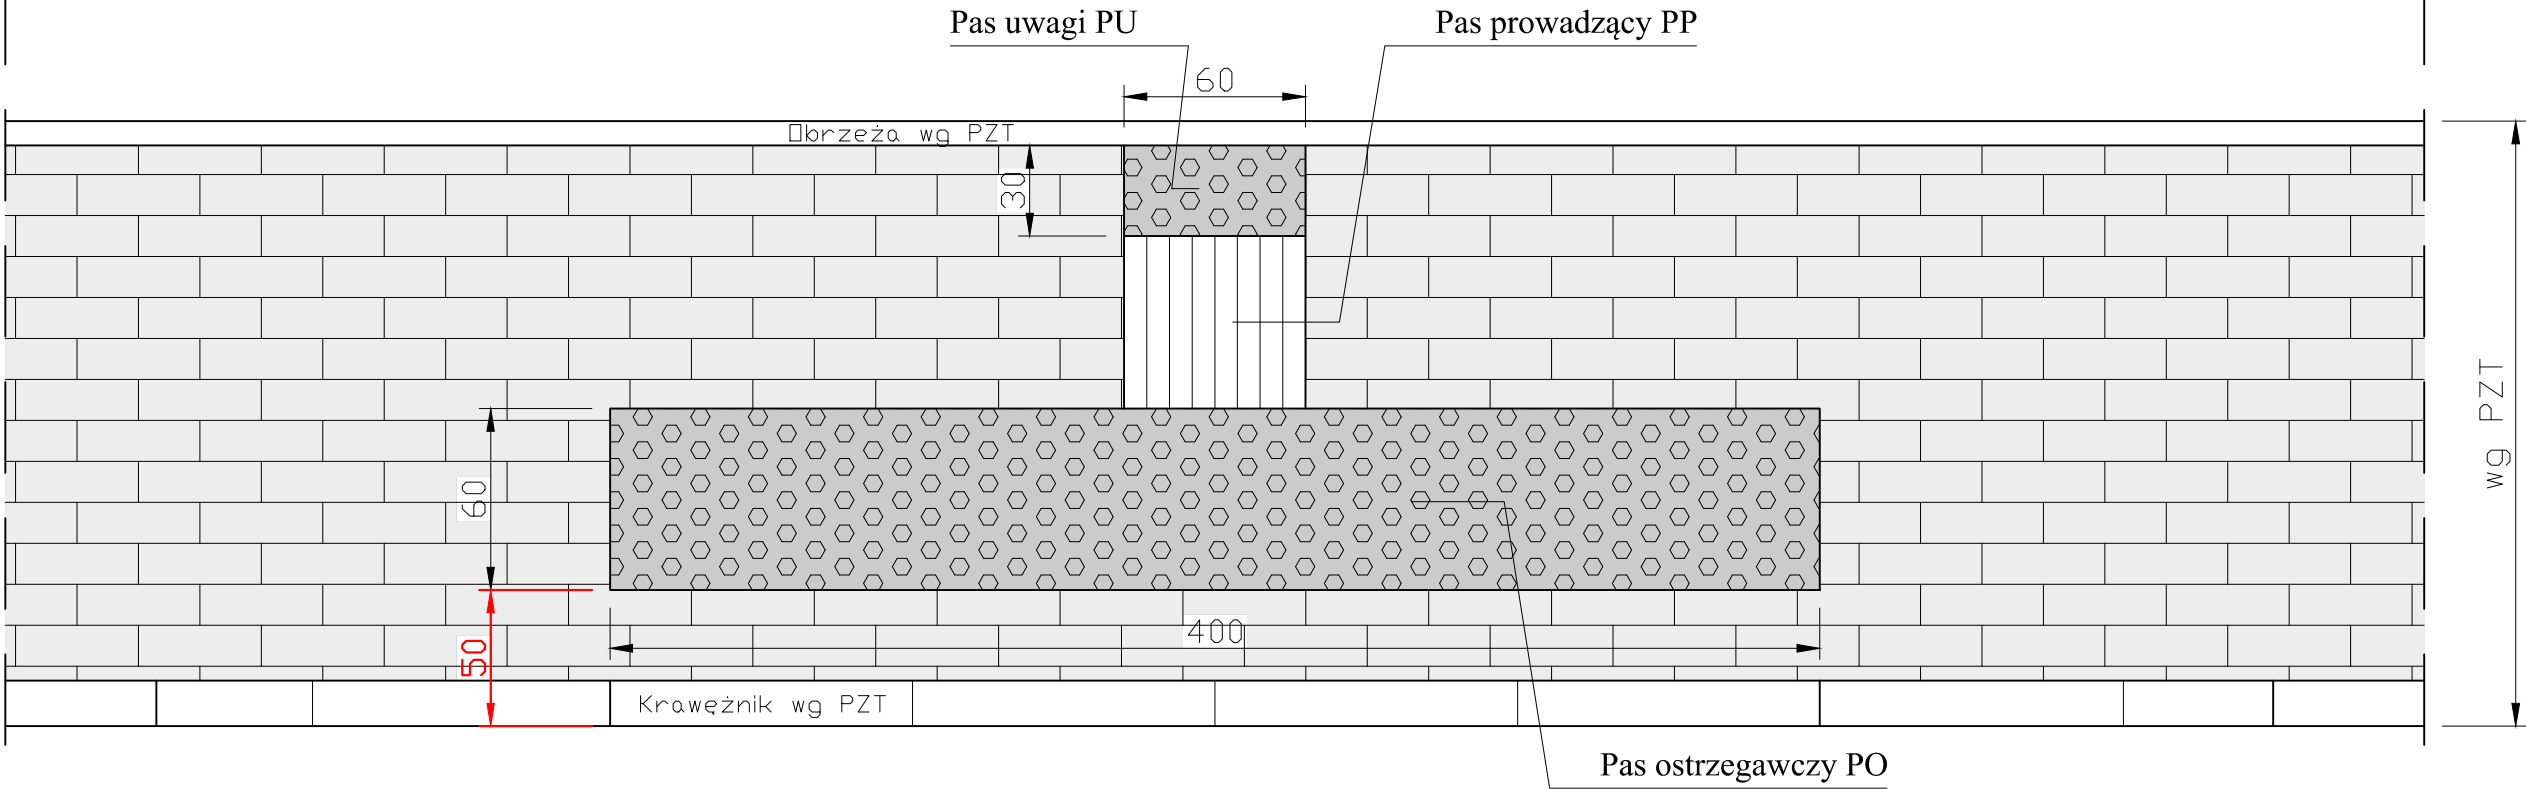 Pas uwagi PU
Pas prowadzący PP
60
Obrzeża wg PZT
30
wg PZT
60
400
50
Krawężnik wg PZT
Pas ostrzegawczy PO